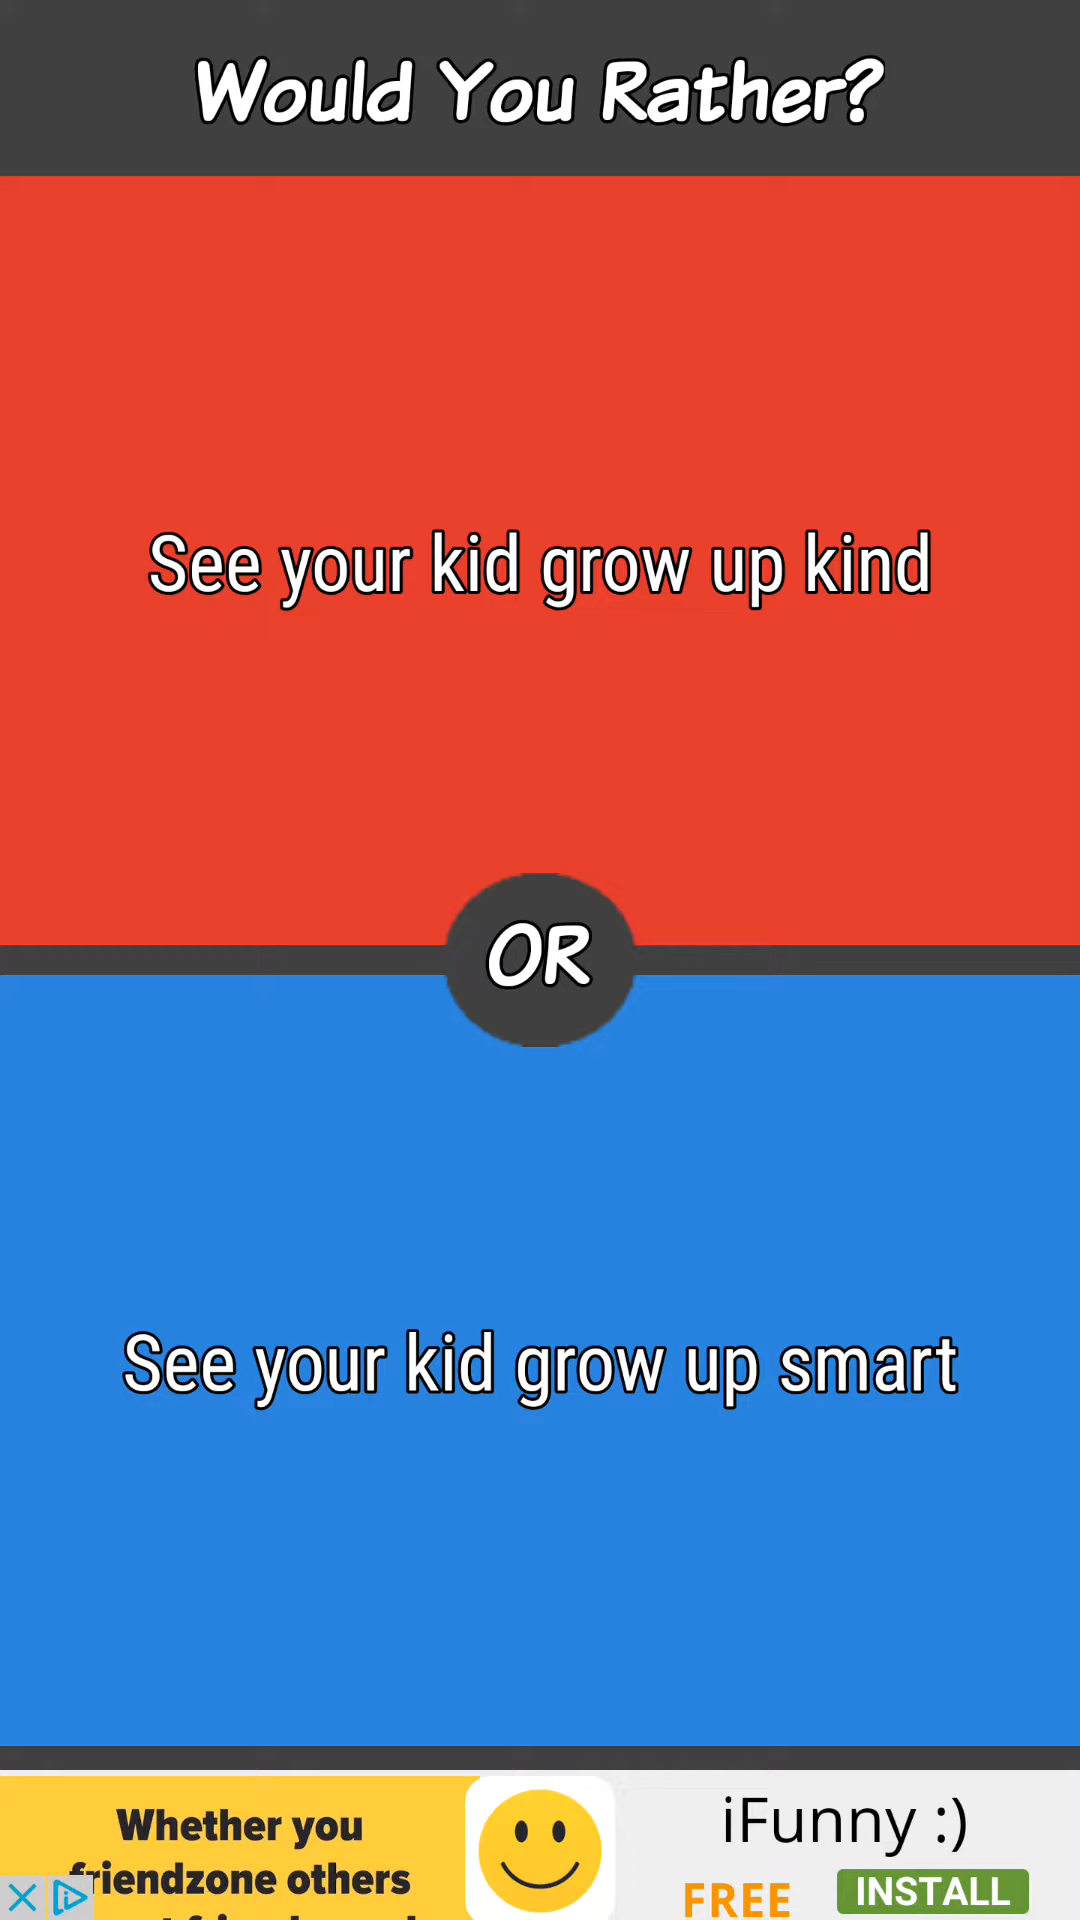 Would You Rather?
See your kid grow up kind
OR
See your kid grow up smart
Whether you
friendzone others
iFunny :)
FREE
INSTALL